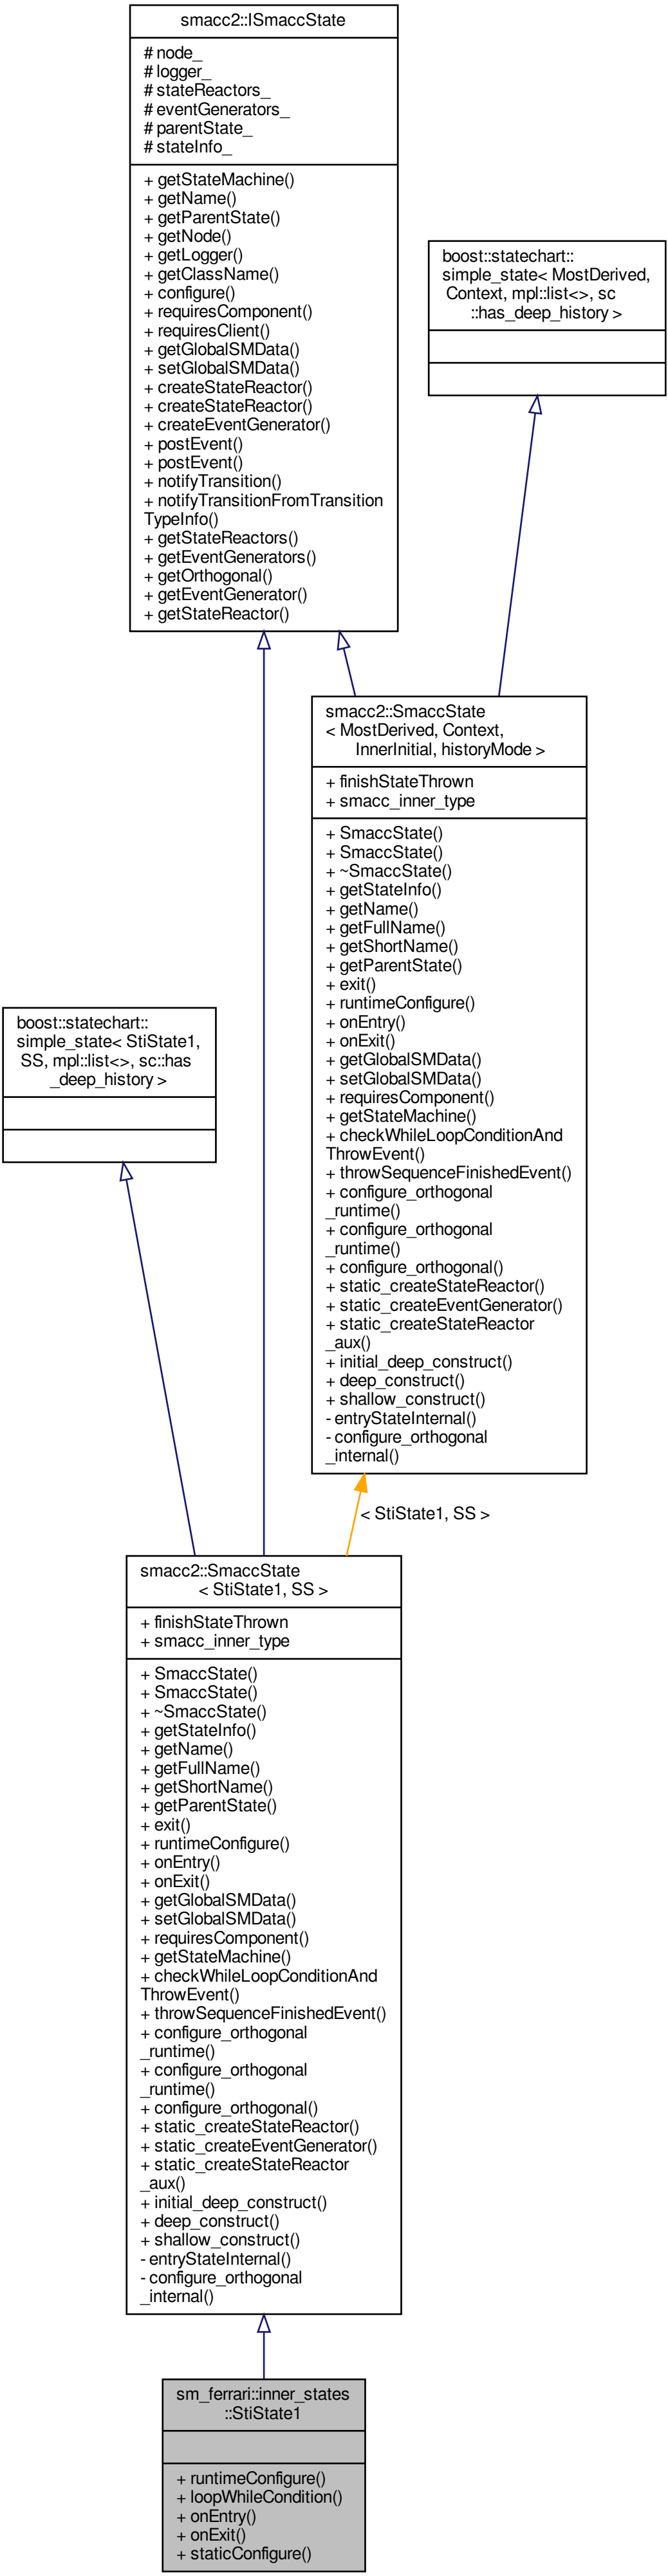 smacc2::ISmaccState
# node_
# logger_
# stateReactors_
# eventGenerators_
# parentState_
# stateInfo_
+ getStateMachine()
+ getName()
+ getParentState()
+ getNode()
+ getLogger()
+ getClassName()
+ configure()
+ requiresComponent()
+ requiresClient()
+ getGlobalSMData()
+ setGlobalSMData()
+ createStateReactor()
+ createStateReactor()
+ createEventGenerator()
+ postEvent()
+ postEvent()
+ notifyTransition()
+ notifyTransitionFromTransition
TypeInfo()
+ getStateReactors()
+ getEventGenerators()
+ getOrthogonal()
+ getEventGenerator()
+ getStateReactor()
boost::statechart::
simple_state< MostDerived,
Context, mpl::list<>, sc
::has_deep_history >
smacc2::SmaccState
< MostDerived, Context,
InnerInitial, historyMode >
+ finishStateThrown
+ smacc_inner_type
+ SmaccState()
+ SmaccState()
+ ~SmaccState()
+ getStateInfo()
+ getName()
+ getFullName()
+ getShortName()
+ getParentState()
+ exit()
+ runtimeConfigure()
+ onEntry()
+ onExit()
+ getGlobalSMData()
+ setGlobalSMData()
+ requiresComponent()
+ getStateMachine()
+ checkWhileLoopConditionAnd
ThrowEvent()
+ throwSequenceFinishedEvent()
+ configure_orthogonal
_runtime()
+ configure_orthogonal
_runtime()
+ configure_orthogonal()
+ static_createStateReactor()
+ static_createEventGenerator()
+ static_createStateReactor
_aux()
+ initial_deep_construct()
+ deep_construct()
+ shallow_construct()
- entryStateInternal()
- configure_orthogonal
_internal()
boost::statechart::
simple_state< StiState1,
SS, mpl::list<>, sc::has
_deep_history >
< StiState1, SS >
smacc2::SmaccState
< StiState1, SS >
+ finishStateThrown
+ smacc_inner_type
+ SmaccState()
+ SmaccState()
+ ~SmaccState()
+ getStateInfo()
+ getName()
+ getFullName()
+ getShortName()
+ getParentState()
+ exit()
+ runtimeConfigure()
+ onEntry()
+ onExit()
+ getGlobalSMData()
+ setGlobalSMData()
+ requiresComponent()
+ getStateMachine()
+ checkWhileLoopConditionAnd
ThrowEvent()
+ throwSequenceFinishedEvent()
+ configure_orthogonal
_runtime()
+ configure_orthogonal
_runtime()
+ configure_orthogonal()
+ static_createStateReactor()
+ static_createEventGenerator()
+ static_createStateReactor
_aux()
+ initial_deep_construct()
+ deep_construct()
+ shallow_construct()
- entryStateInternal()
- configure_orthogonal
_internal()
sm_ferrari::inner_states
::StiState1
+ runtimeConfigure()
+ loopWhileCondition()
+ onEntry()
+ onExit()
+ staticConfigure()